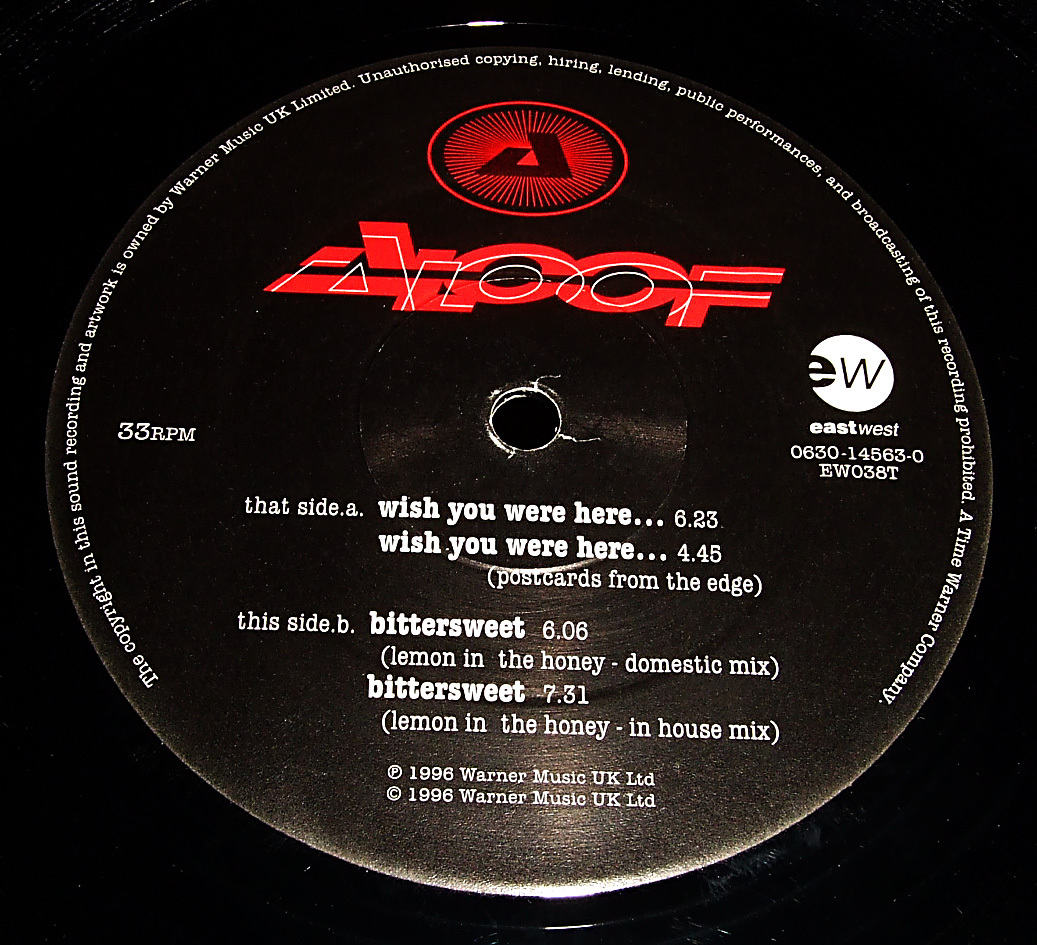 The copyright in this sound recording and artwork is owned by Warner Music UK Limited. Unauthorised copying, hiring, lending, public performances, and broadcasting of this recording prohibited. A Time Warner Company.
A
ALOOF
ew
eastwest
0630-14563-0
EW038T
33RPM
that side.a. wish you were here... 6.23
wish you were here... 4.45
(postcards from the edge)
this side.b. bittersweet 6.06
(lemon in the honey - domestic mix)
bittersweet 7.31
(lemon in the honey - in house mix)
℗ 1996 Warner Music UK Ltd
© 1996 Warner Music UK Ltd